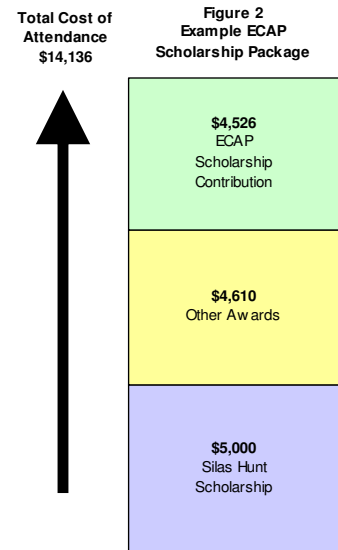 Total Cost of
Attendance
$14,136
Figure 2
Example ECAP
Scholarship Package
$4,526
ECAP
Scholarship
Contribution
$4,610
Other Awards
$5,000
Silas Hunt
Scholarship